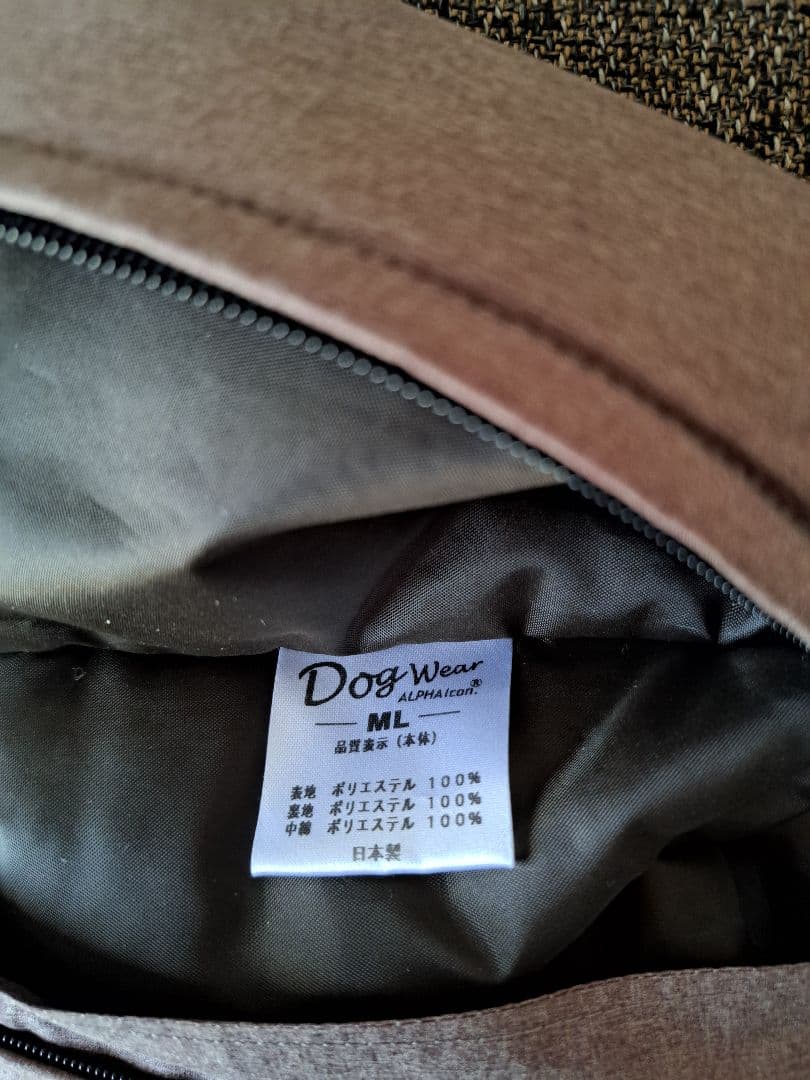 Dog Wear
ALPHAIcon.®
ML
品質表示（本体）
表地 ポリエステル 100%
裏地 ポリエステル 100%
中綿 ポリエステル 100%
日本製